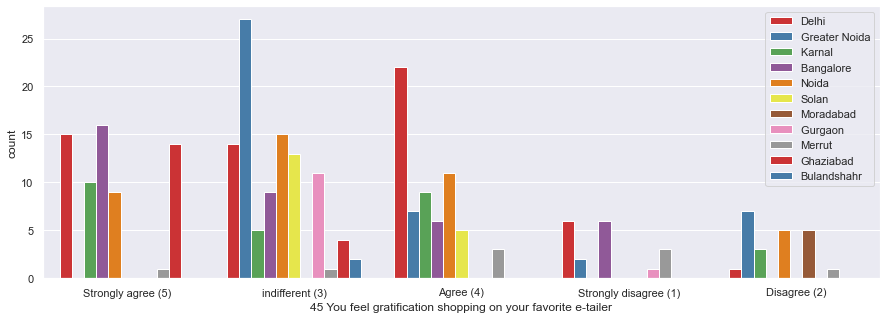 Delhi
Greater Noida
Karnal
Bangalore
Noida
Solan
Moradabad
Gurgaon
Merrut
Ghaziabad
Bulandshahr
count
25
20
15
10
5
0
Strongly agree (5) indifferent (3) Agree (4) Strongly disagree (1) Disagree (2)
45 You feel gratification shopping on your favorite e-tailer